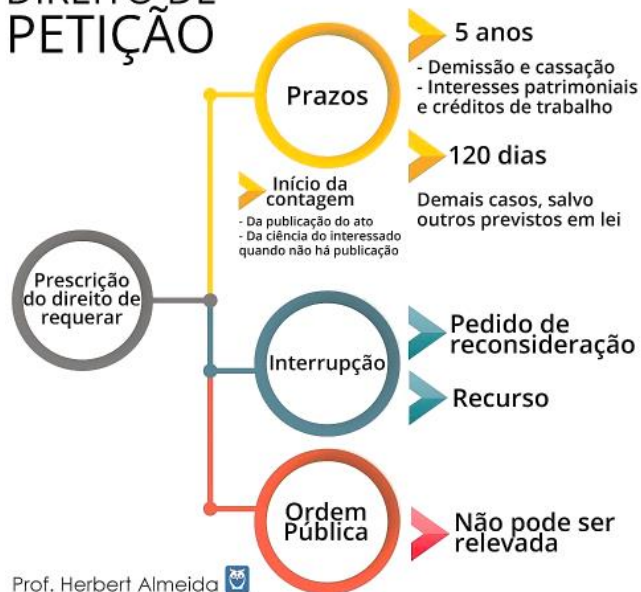 DIREITO DE
PETIÇÃO
Prescrição
do direito de
requerar
Prazos
5 anos
- Demissão e cassação
- Interesses patrimoniais
e créditos de trabalho
120 dias
Demais casos, salvo
outros previstos em lei
Início da
contagem
- Da publicação do ato
- Da ciência do interessado
quando não há publicação
Interrupção
Pedido de
reconsideração
Recurso
Ordem
Pública
Não pode ser
relevada
Prof. Herbert Almeida